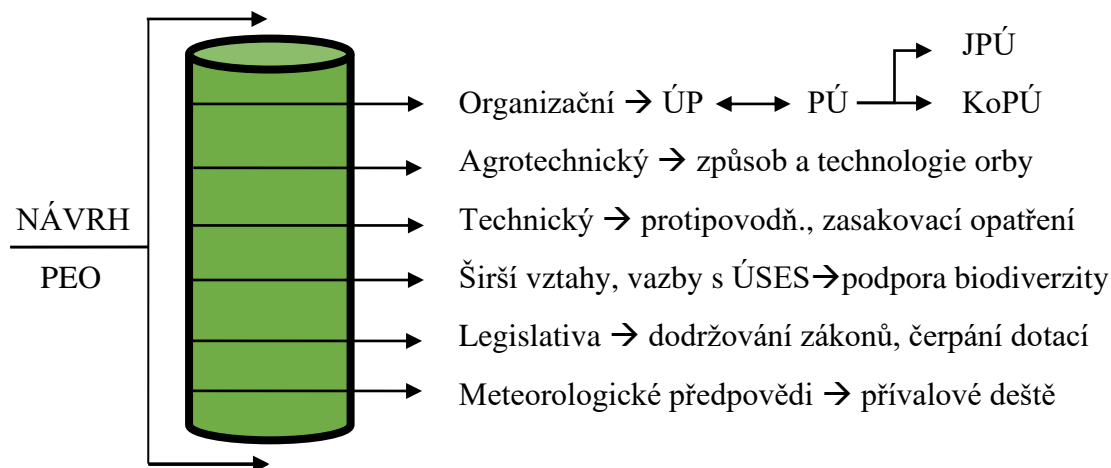 JPÚ
Organizační → ÚP ↔ PÚ → KoPÚ
Agrotechnický → způsob a technologie orby
NÁVRH
Technický → protipovodň., zasakovací opatření
PEO
Širší vztahy, vazby s ÚSES→podpora biodiverzity
Legislativa → dodržování zákonů, čerpání dotací
Meteorologické předpovědi → přívalové deště